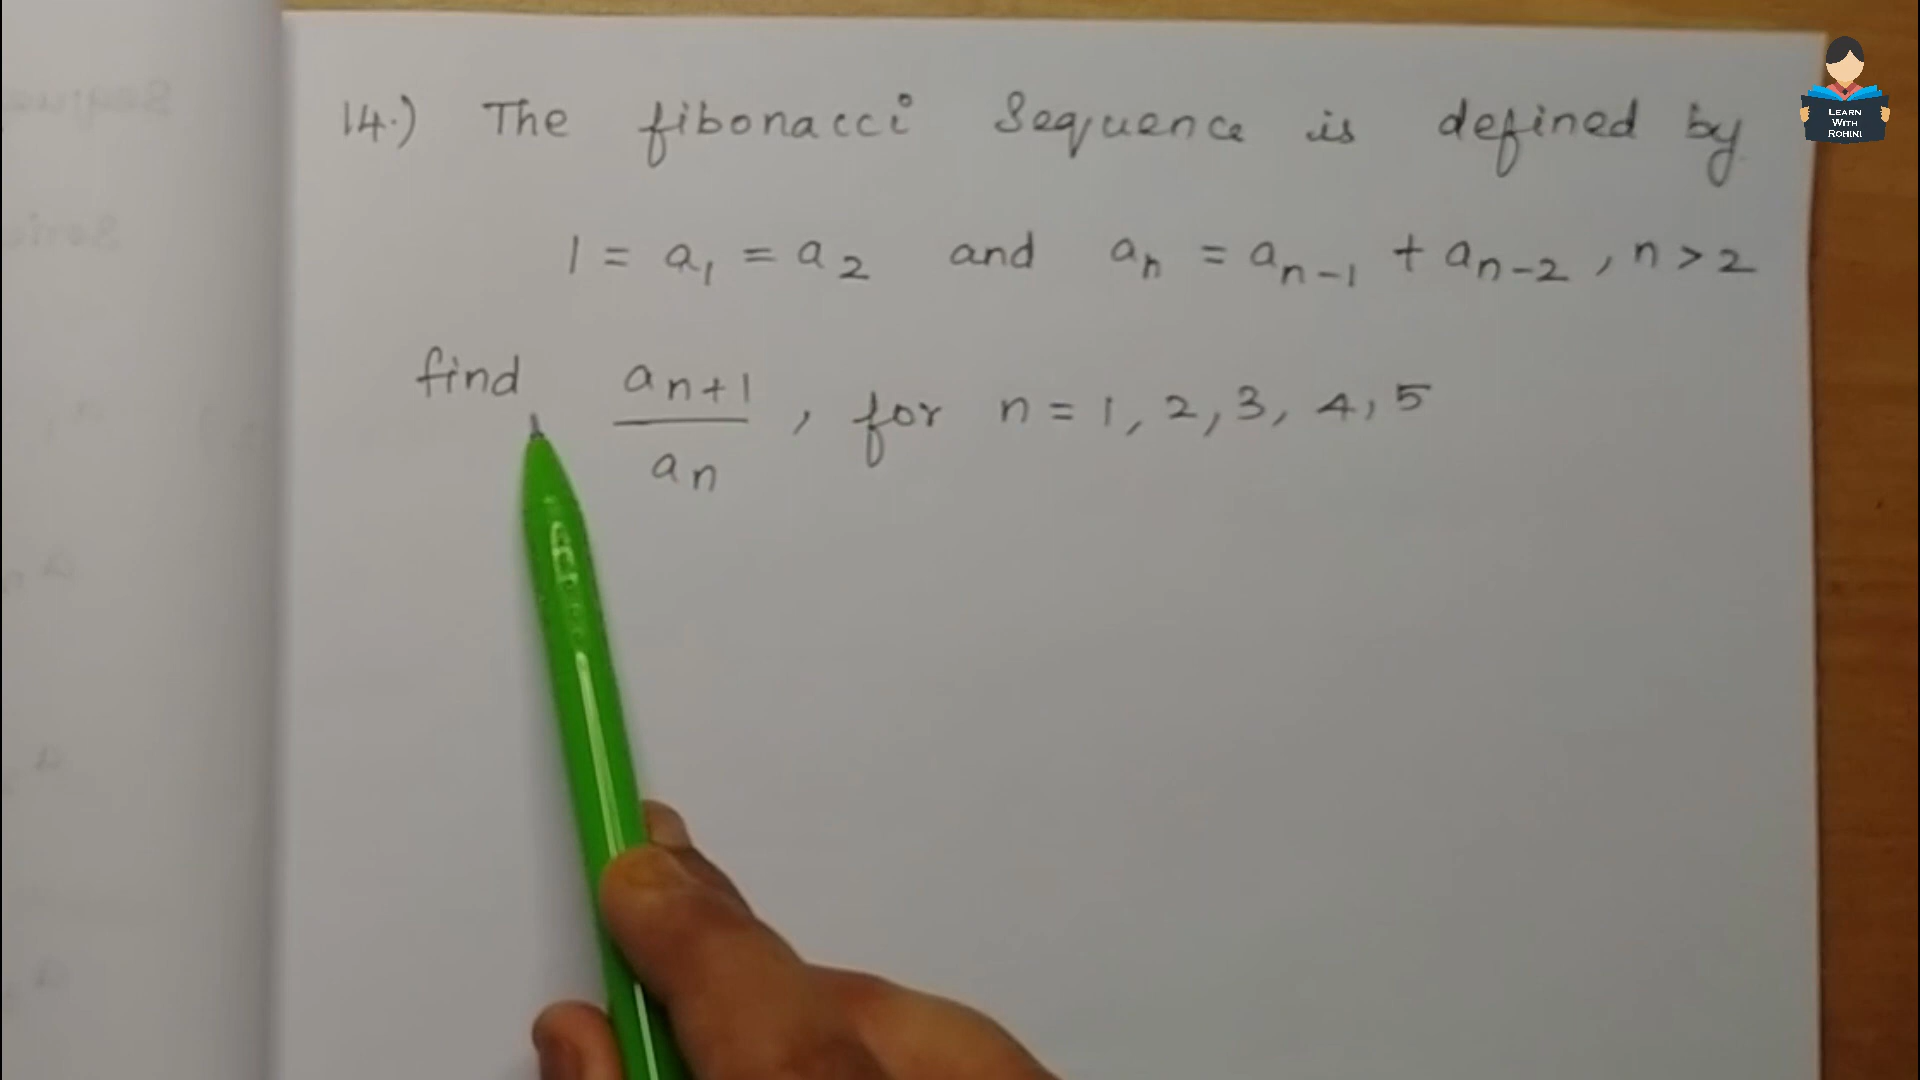 14.) The fibonacci Sequence is defined by
1 = a₁ = a₂ and aₙ = aₙ₋₁ + aₙ₋₂ , n > 2
find aₙ₊₁ / aₙ , for n = 1, 2, 3, 4, 5
LEARN
WITH
ROHINI